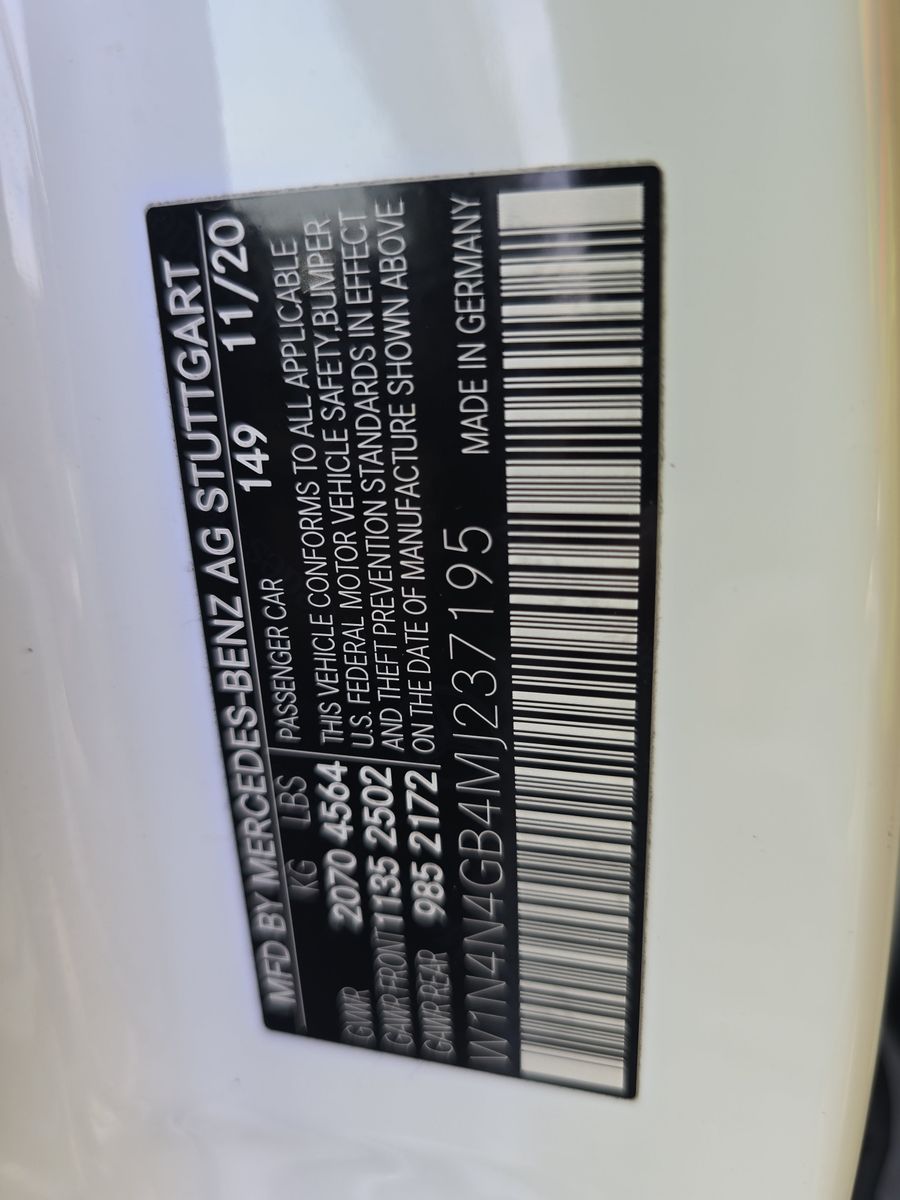 MFD BY MERCEDES-BENZ AG STUTTGART
KG LBS PASSENGER CAR 149 11/20
GVWR 2070 4564 THIS VEHICLE CONFORMS TO ALL APPLICABLE
GAWR FRONT 1135 2502 U.S. FEDERAL MOTOR VEHICLE SAFETY,BUMPER
GAWR REAR 985 2172 AND THEFT PREVENTION STANDARDS IN EFFECT
ON THE DATE OF MANUFACTURE SHOWN ABOVE
W1N4N4GB4MJ237195 MADE IN GERMANY